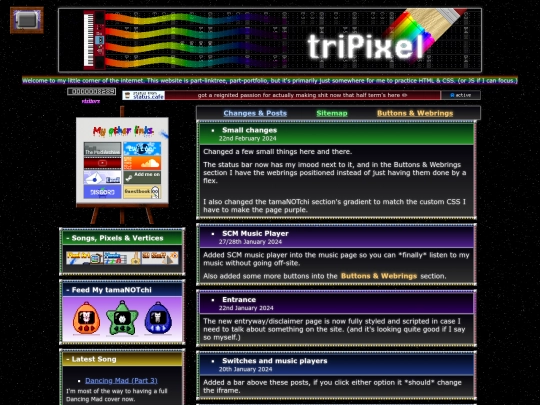 triPixel
Welcome to my little corner of the internet. This website is part-linktree, part-portfolio, but it's primarily just somewhere for me to practice HTML & CSS. (or JS if I can focus.)
visitors
status.cafe
got a reignited passion for actually making shit now that half term's here
active
My other links
Add me on
Guestbook
DISCORD
Changes & Posts
Sitemap
Buttons & Webrings
Small changes
22nd February 2024
Changed a few small things here and there.
The status bar now has my imood next to it, and in the Buttons & Webrings
section I have the webrings positioned instead of just having them done by a
flex.
I also changed the tamaNOTchi section's gradient to match the custom CSS I
have to make the page purple.
- Songs, Pixels & Vertices
- Feed My tamaNOTchi
- Latest Song
Dancing Mad (Part 3)
I'm most of the way to having a full
Dancing Mad cover now.
SCM Music Player
27/28th January 2024
Added SCM music player into the music page so you can *finally* listen to my
music without going off-site.
Also added some more buttons into the Buttons & Webrings section.
Entrance
22nd January 2024
The new entryway/disclaimer page is now fully styled and scripted in case I
need to talk about something on the site. (and it's looking quite good if I say
so myself.)
Switches and music players
20th January 2024
Added a bar above these posts, if you click either option it *should* change
the iframe.